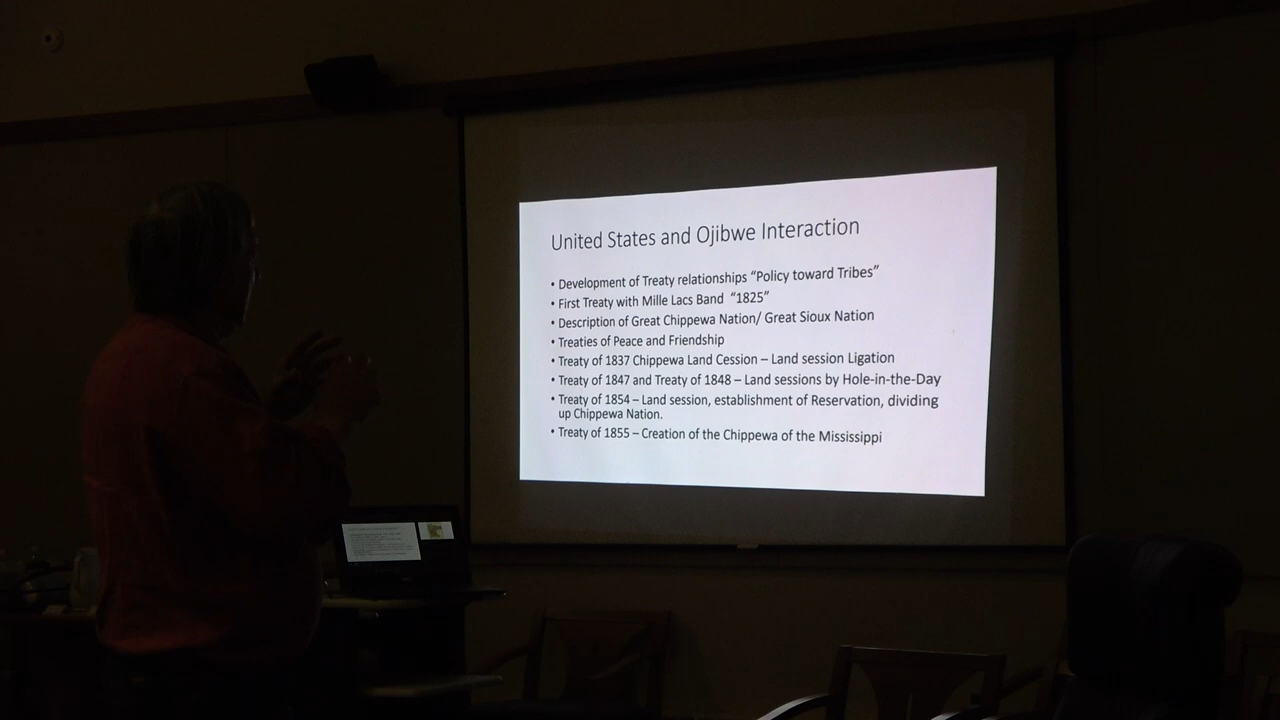 United States and Ojibwe Interaction
• Development of Treaty relationships “Policy toward Tribes”
• First Treaty with Mille Lacs Band “1825”
• Description of Great Chippewa Nation/ Great Sioux Nation
• Treaties of Peace and Friendship
• Treaty of 1837 Chippewa Land Cession – Land session Ligation
• Treaty of 1847 and Treaty of 1848 – Land sessions by Hole-in-the-Day
• Treaty of 1854 – Land session, establishment of Reservation, dividing
up Chippewa Nation.
• Treaty of 1855 – Creation of the Chippewa of the Mississippi